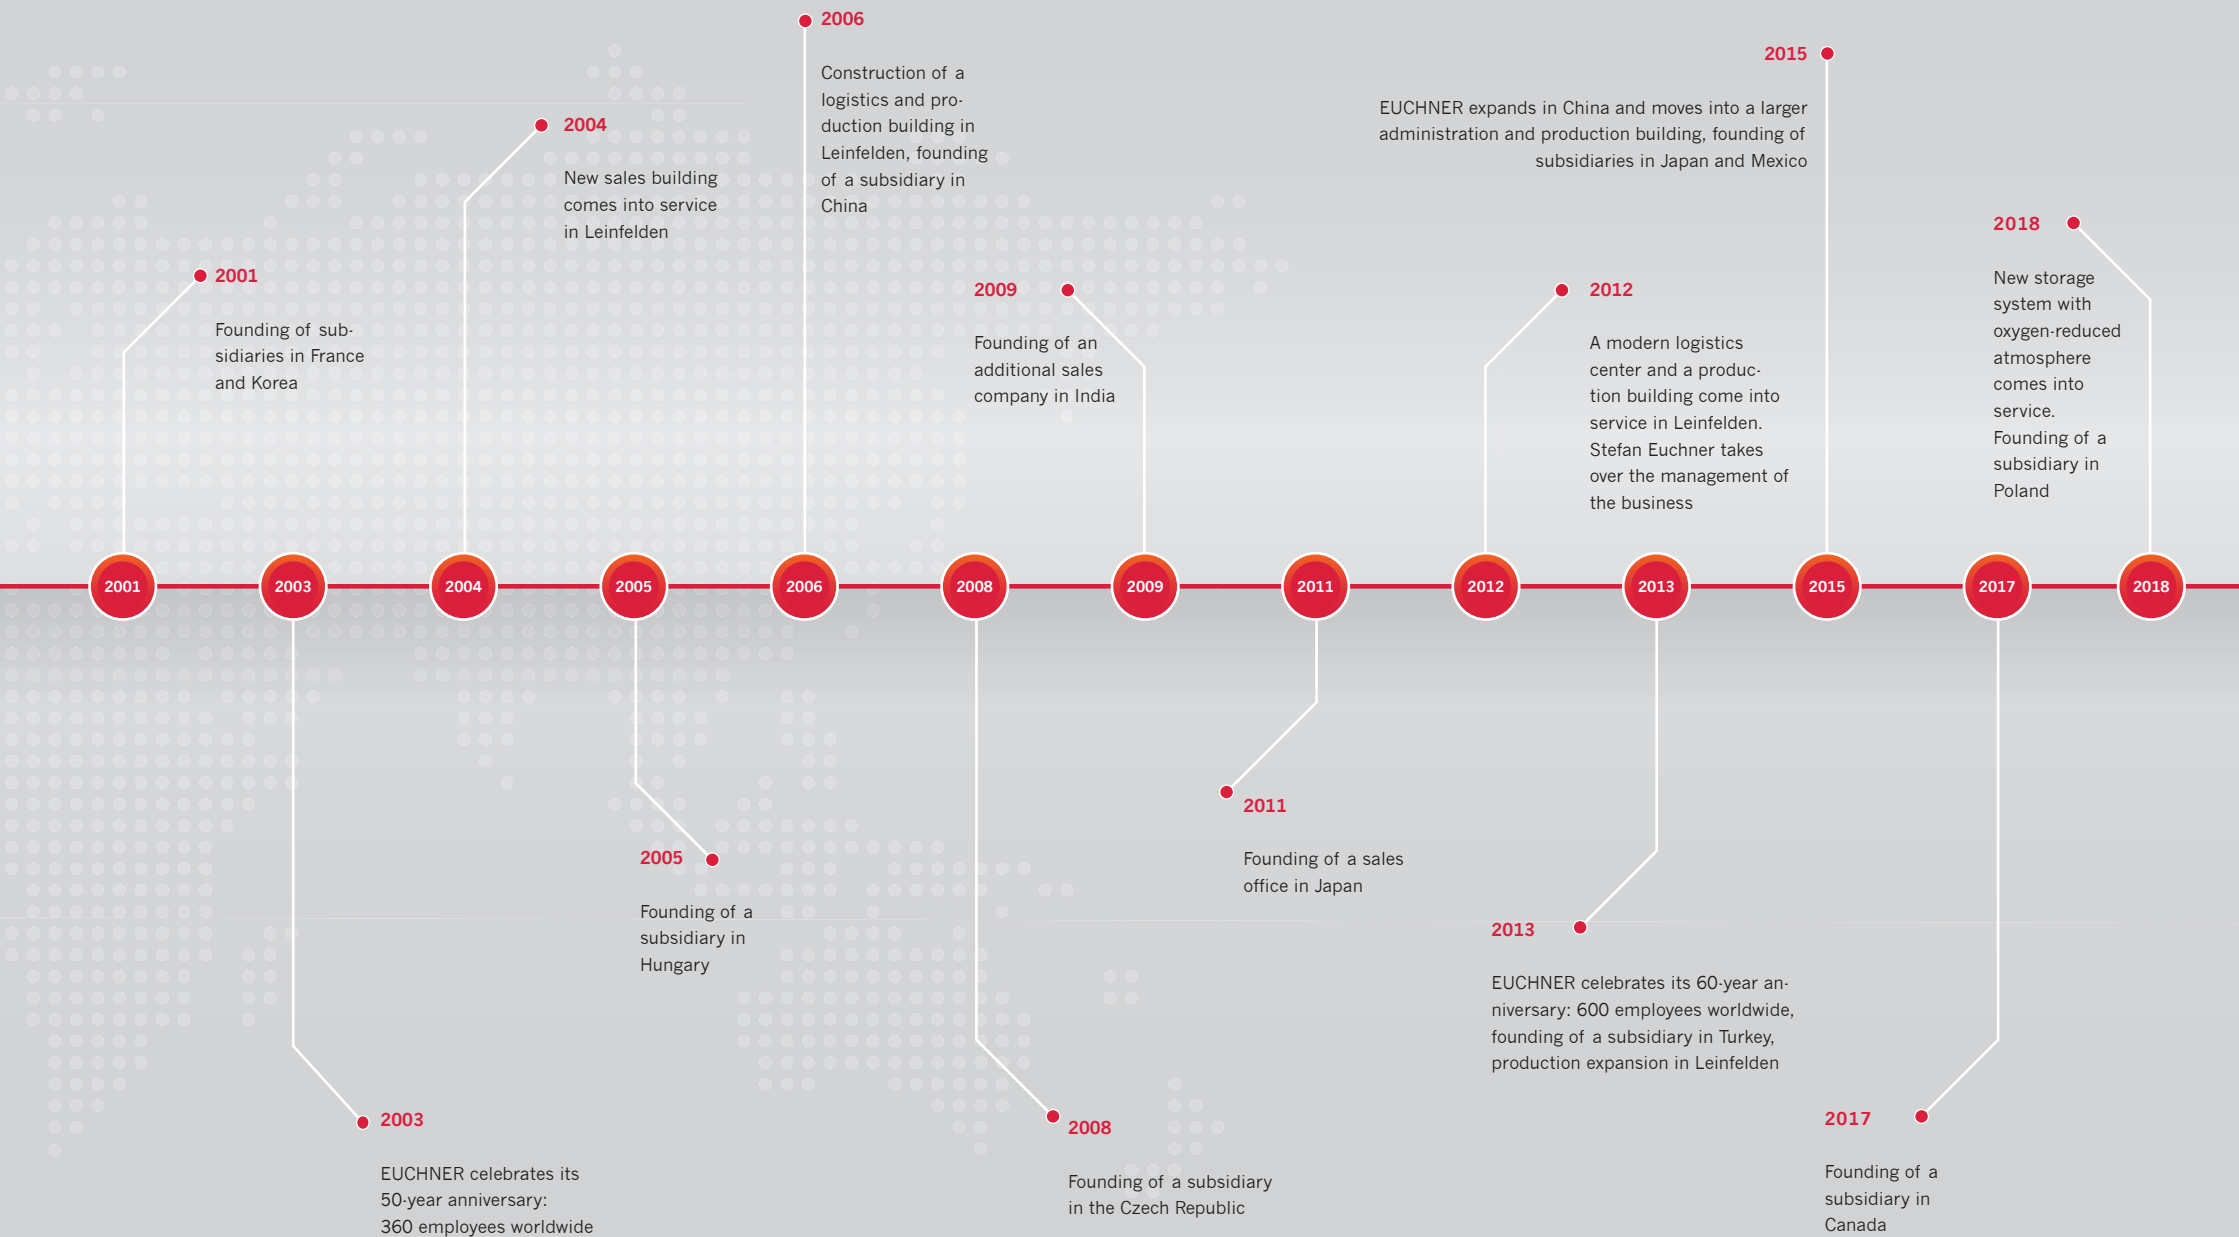 2006
Construction of a
logistics and pro-
duction building in
Leinfelden, founding
of a subsidiary in
China
2015
EUCHNER expands in China and moves into a larger
administration and production building, founding of
subsidiaries in Japan and Mexico
2004
New sales building
comes into service
in Leinfelden
2018
New storage
system with
oxygen-reduced
atmosphere
comes into
service.
Founding of a
subsidiary in
Poland
2001
Founding of sub-
sidiaries in France
and Korea
2009
Founding of an
additional sales
company in India
2012
A modern logistics
center and a produc-
tion building come into
service in Leinfelden.
Stefan Euchner takes
over the management of
the business
2001 2003 2004 2005 2006 2008 2009 2011 2012 2013 2015 2017 2018
2011
Founding of a sales
office in Japan
2005
Founding of a
subsidiary in
Hungary
2013
EUCHNER celebrates its 60-year an-
niversary: 600 employees worldwide,
founding of a subsidiary in Turkey,
production expansion in Leinfelden
2003
EUCHNER celebrates its
50-year anniversary:
360 employees worldwide
2008
Founding of a subsidiary
in the Czech Republic
2017
Founding of a
subsidiary in
Canada